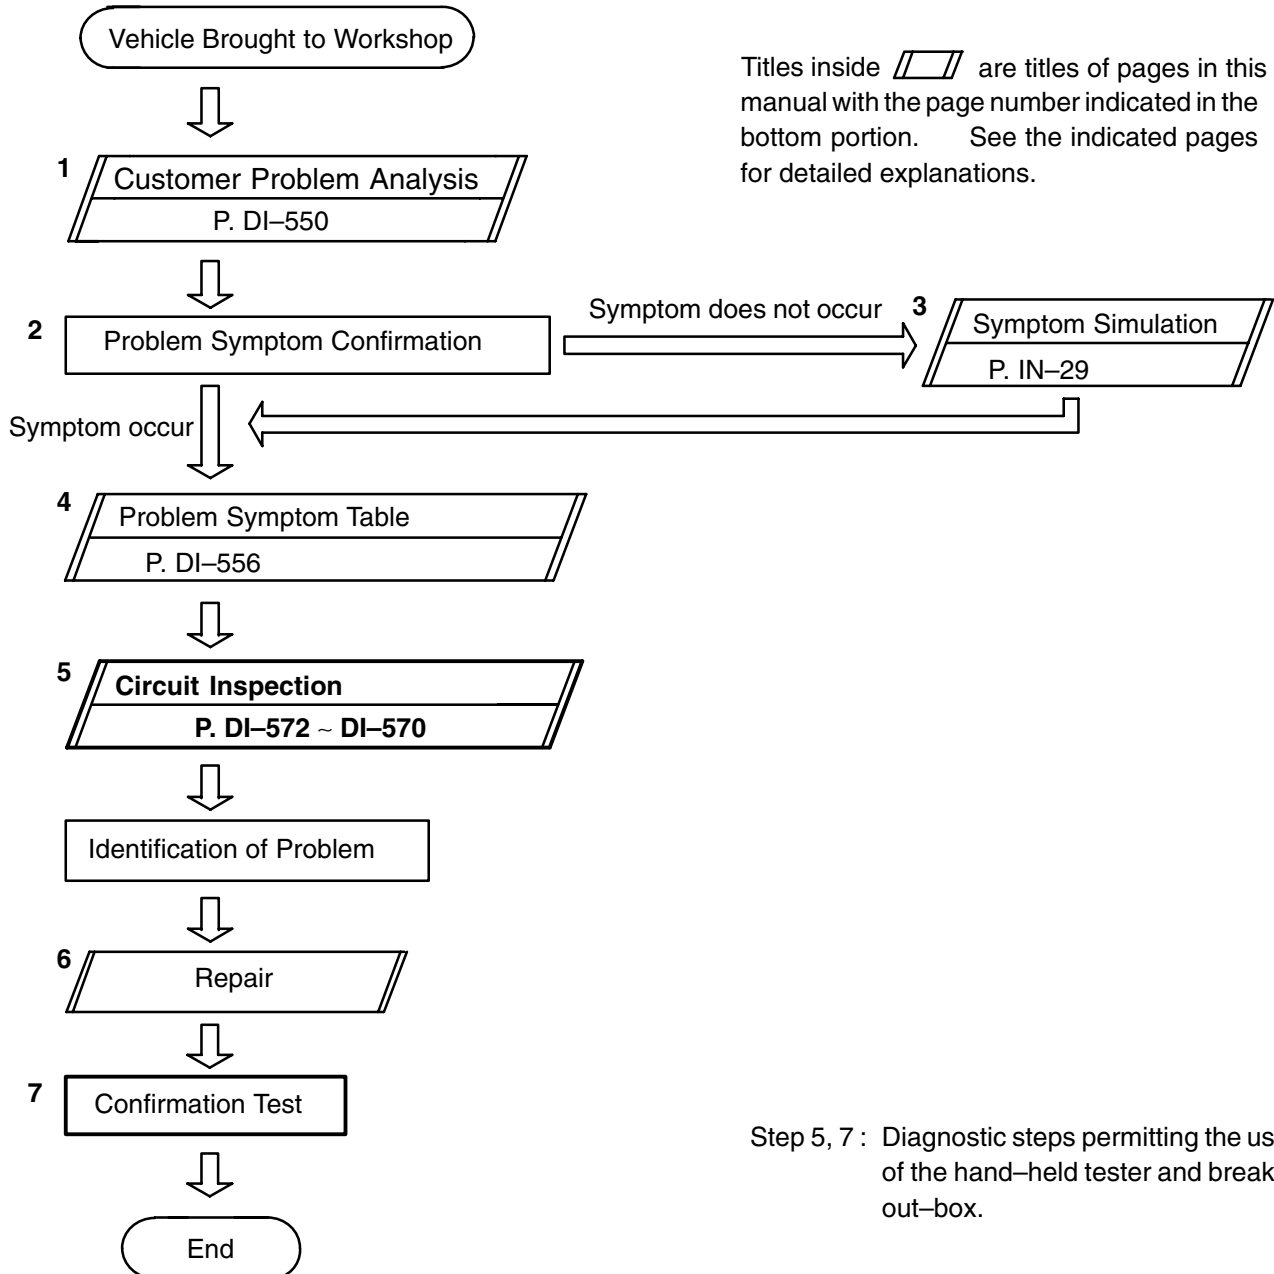 Vehicle Brought to Workshop
Titles inside are titles of pages in this
manual with the page number indicated in the
bottom portion. See the indicated pages
for detailed explanations.
1
Customer Problem Analysis
P. DI–550
2
Problem Symptom Confirmation
Symptom does not occur
3
Symptom Simulation
P. IN–29
Symptom occur
4
Problem Symptom Table
P. DI–556
5
Circuit Inspection
P. DI–572 ~ DI–570
Identification of Problem
6
Repair
7
Confirmation Test
Step 5, 7 : Diagnostic steps permitting the us
of the hand–held tester and break
out–box.
End